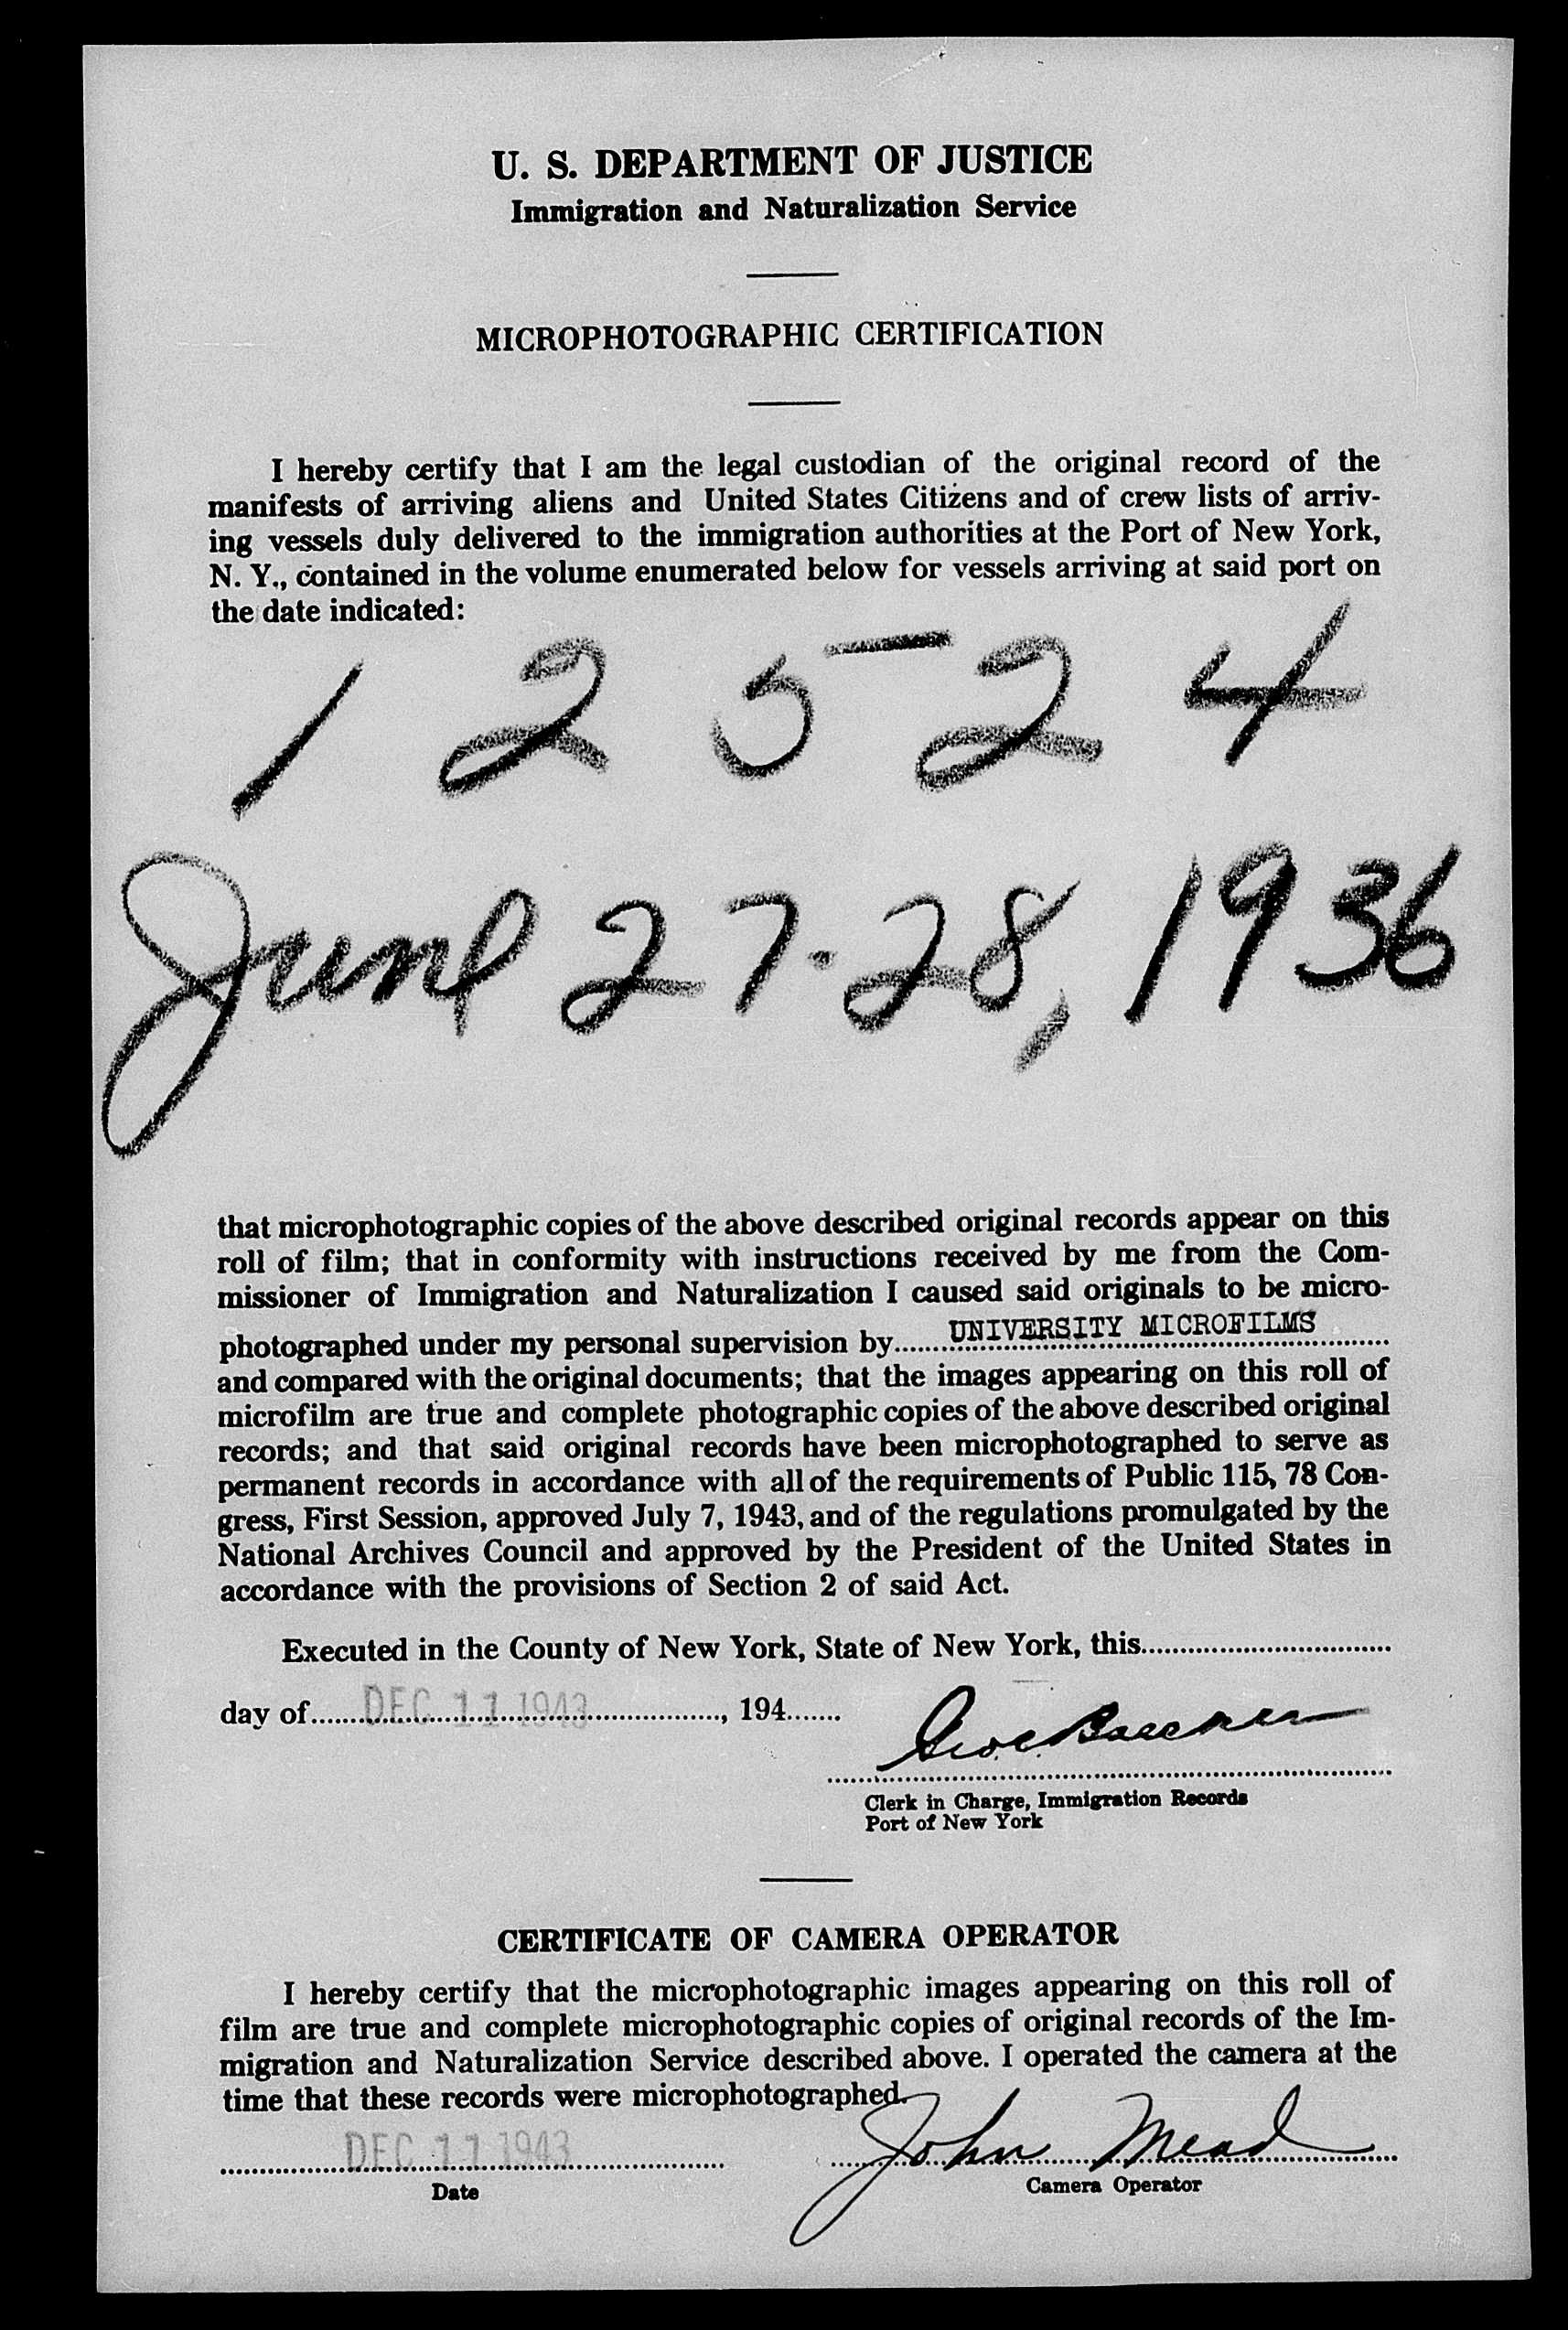 U. S. DEPARTMENT OF JUSTICE
Immigration and Naturalization Service
MICROPHOTOGRAPHIC CERTIFICATION
I hereby certify that I am the legal custodian of the original record of the
manifests of arriving aliens and United States Citizens and of crew lists of arriv-
ing vessels duly delivered to the immigration authorities at the Port of New York,
N. Y., contained in the volume enumerated below for vessels arriving at said port on
the date indicated:
1 2 5 2 4
June 27-28, 1936
that microphotographic copies of the above described original records appear on this
roll of film; that in conformity with instructions received by me from the Com-
missioner of Immigration and Naturalization I caused said originals to be micro-
photographed under my personal supervision by UNIVERSITY MICROFILMS
and compared with the original documents; that the images appearing on this roll of
microfilm are true and complete photographic copies of the above described original
records; and that said original records have been microphotographed to serve as
permanent records in accordance with all of the requirements of Public 115, 78 Con-
gress, First Session, approved July 7, 1943, and of the regulations promulgated by the
National Archives Council and approved by the President of the United States in
accordance with the provisions of Section 2 of said Act.
Executed in the County of New York, State of New York, this
day of DEC 11 1943, 194
Clerk in Charge, Immigration Records
Port of New York
CERTIFICATE OF CAMERA OPERATOR
I hereby certify that the microphotographic images appearing on this roll of
film are true and complete microphotographic copies of original records of the Im-
migration and Naturalization Service described above. I operated the camera at the
time that these records were microphotographed.
DEC 11 1943 John Mead
Date Camera Operator